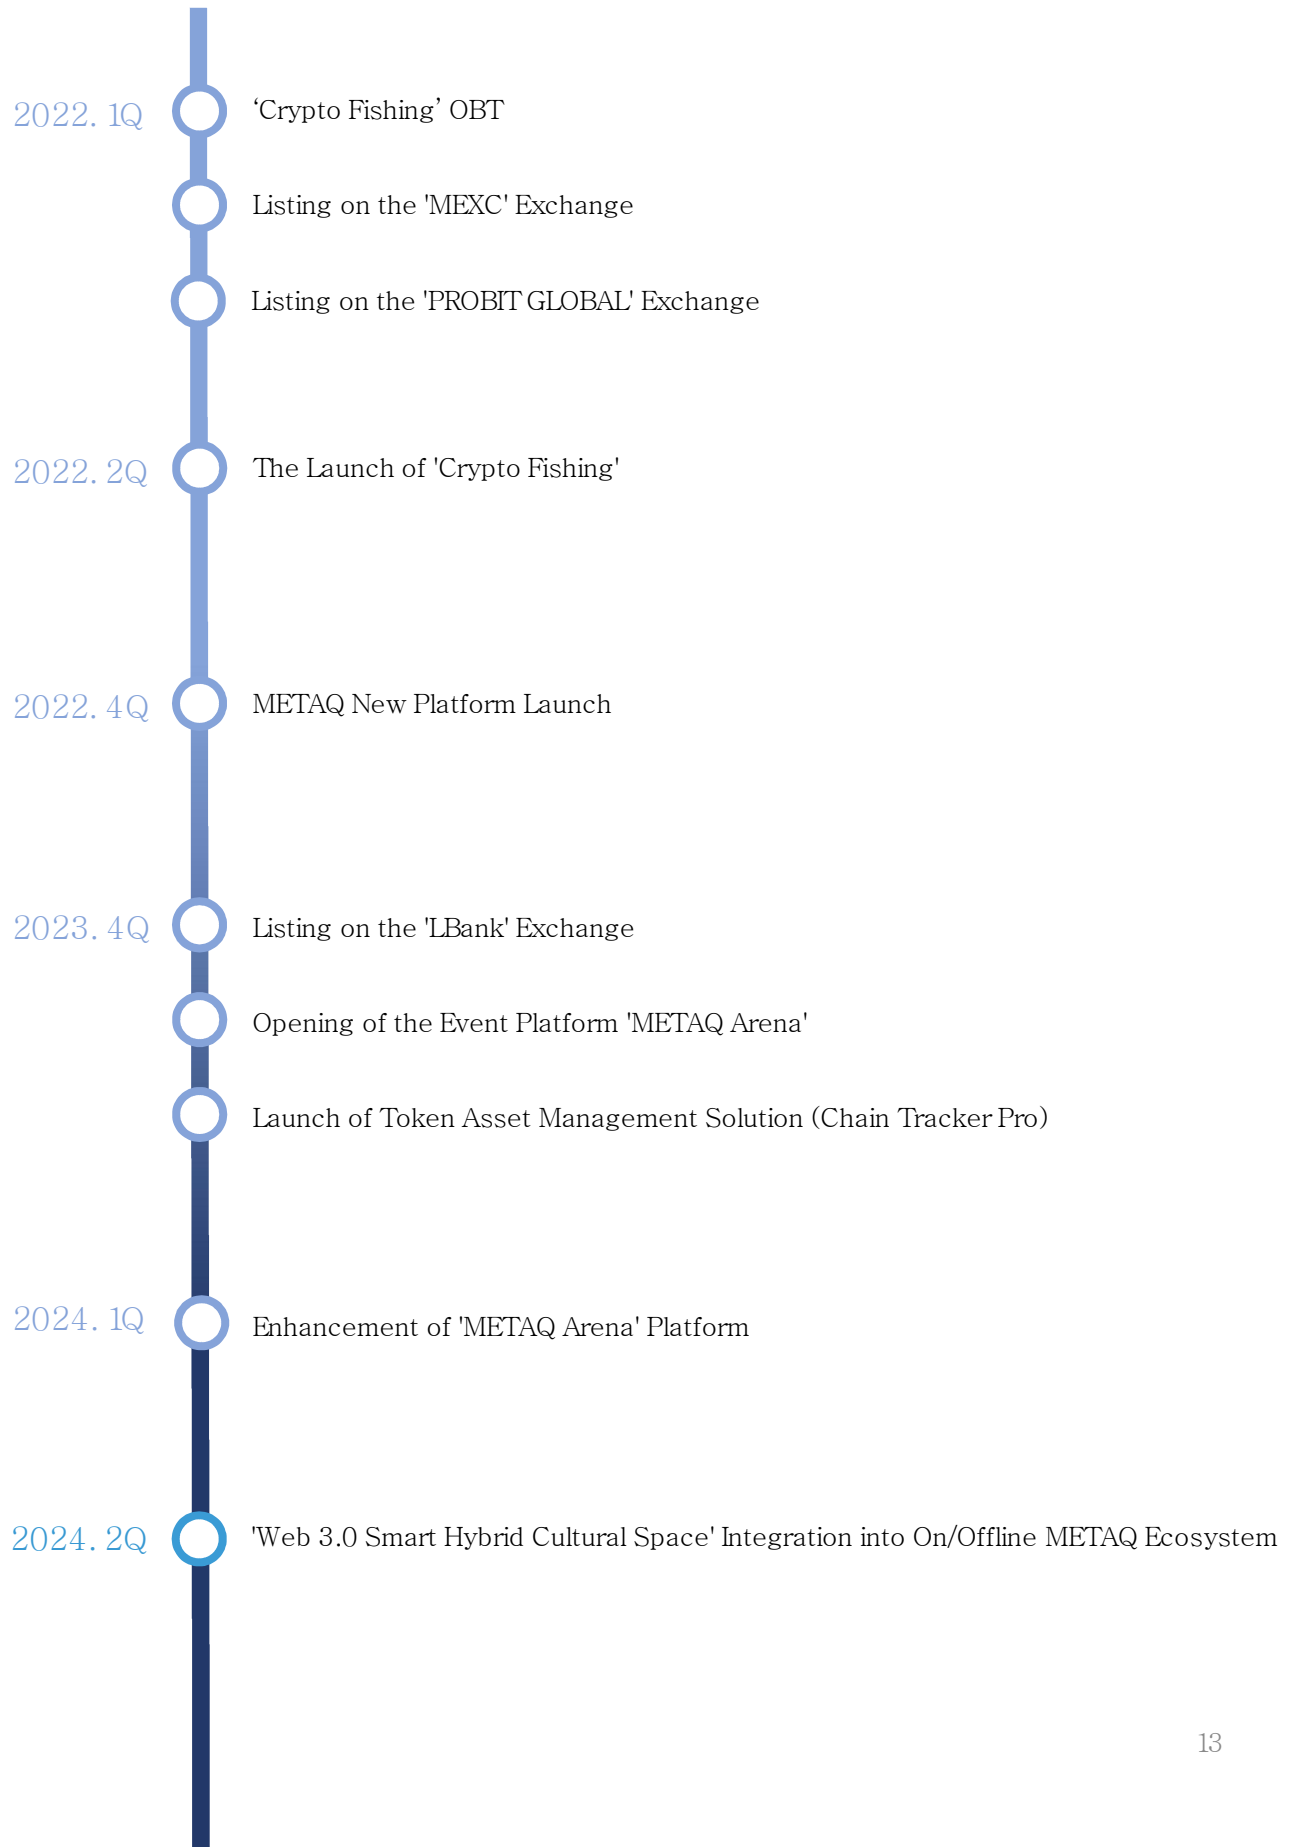 2022. 1Q
‘Crypto Fishing’ OBT
Listing on the 'MEXC' Exchange
Listing on the 'PROBIT GLOBAL' Exchange
2022. 2Q
The Launch of 'Crypto Fishing'
2022. 4Q
METAQ New Platform Launch
2023. 4Q
Listing on the 'LBank' Exchange
Opening of the Event Platform 'METAQ Arena'
Launch of Token Asset Management Solution (Chain Tracker Pro)
2024. 1Q
Enhancement of 'METAQ Arena' Platform
2024. 2Q
'Web 3.0 Smart Hybrid Cultural Space' Integration into On/Offline METAQ Ecosystem
13